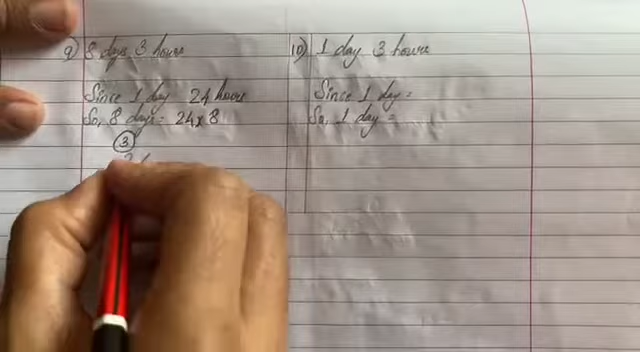 9) 8 days 3 hours
Since 1 day 24 hours
So, 8 days = 24 x 8
3
24
10) 1 day 3 hours
Since 1 day =
So, 1 day =